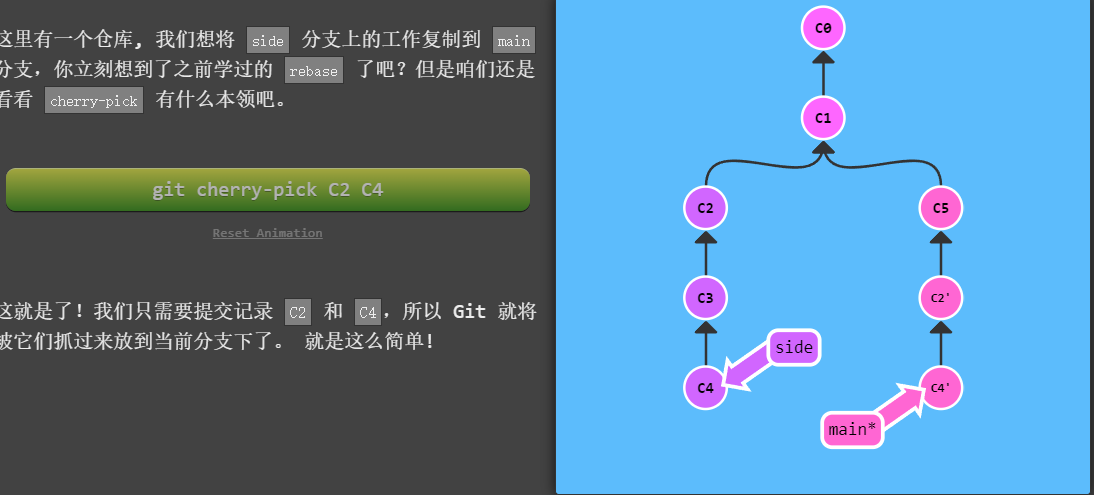 这里有一个仓库, 我们想将 side 分支上的工作复制到 main
分支，你立刻想到了之前学过的 rebase 了吧？但是咱们还是
看看 cherry-pick 有什么本领吧。
git cherry-pick C2 C4
Reset Animation
这就是了！我们只需要提交记录 C2 和 C4，所以 Git 就将
被它们抓过来放到当前分支下了。 就是这么简单！
C0
C1
C2
C5
C3
C2'
side
C4
C4'
main*